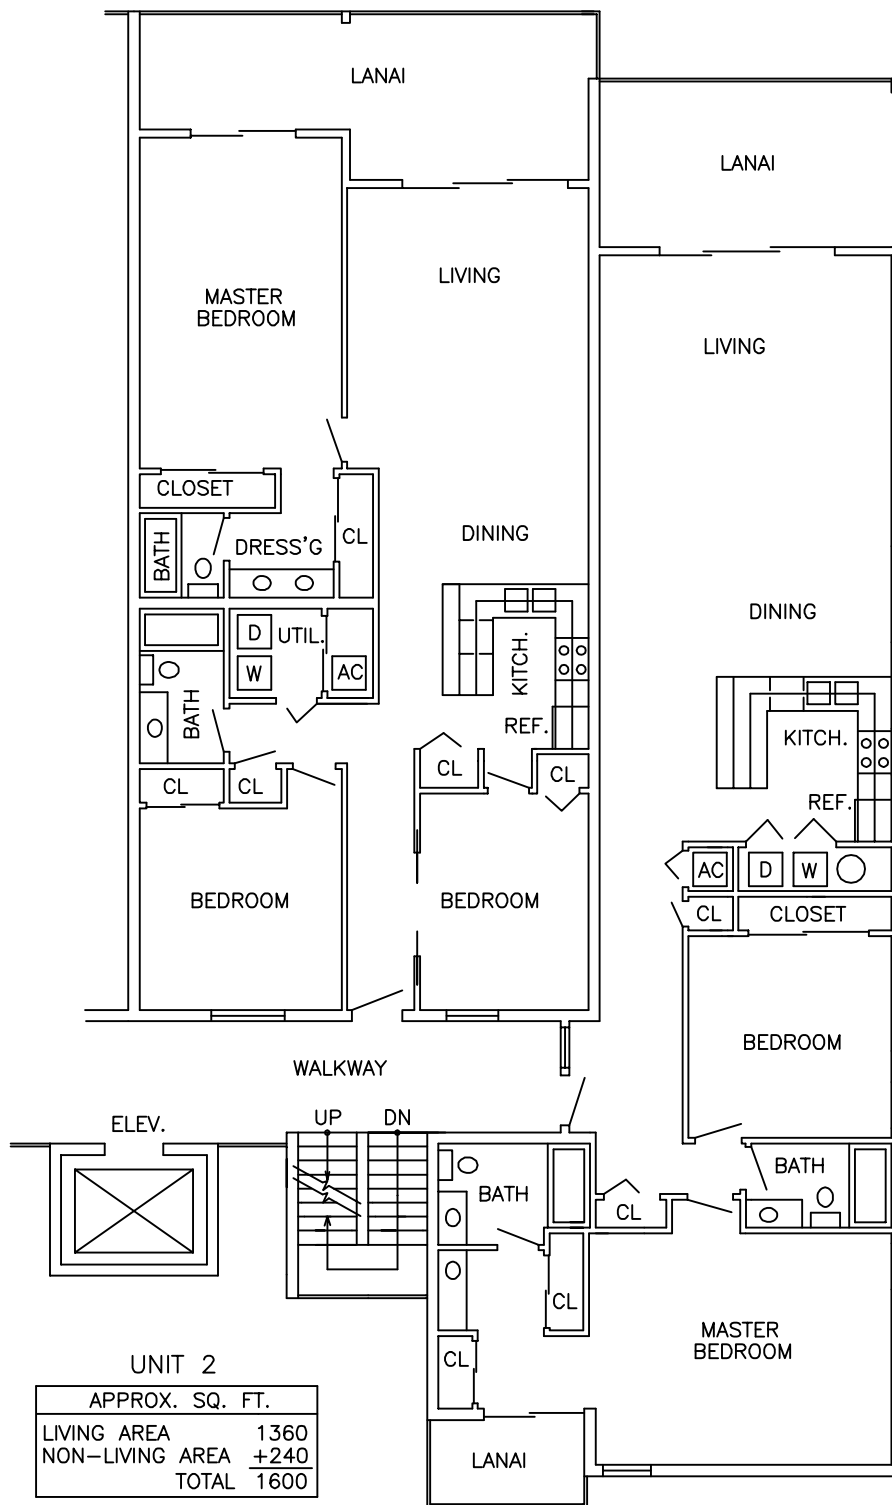 LANAI
LANAI
LIVING
MASTER
BEDROOM
LIVING
CLOSET
DINING
CL
BATH
DRESS'G
DINING
D
UTIL.
W
AC
KITCH.
BATH
REF.
KITCH.
CL
CL
CL
CL
REF.
AC
D
W
BEDROOM
BEDROOM
CL
CLOSET
BEDROOM
WALKWAY
ELEV.
UP
DN
BATH
BATH
CL
CL
MASTER
BEDROOM
CL
LANAI
UNIT 2
APPROX. SQ. FT.
LIVING AREA 1360
NON-LIVING AREA +240
TOTAL 1600